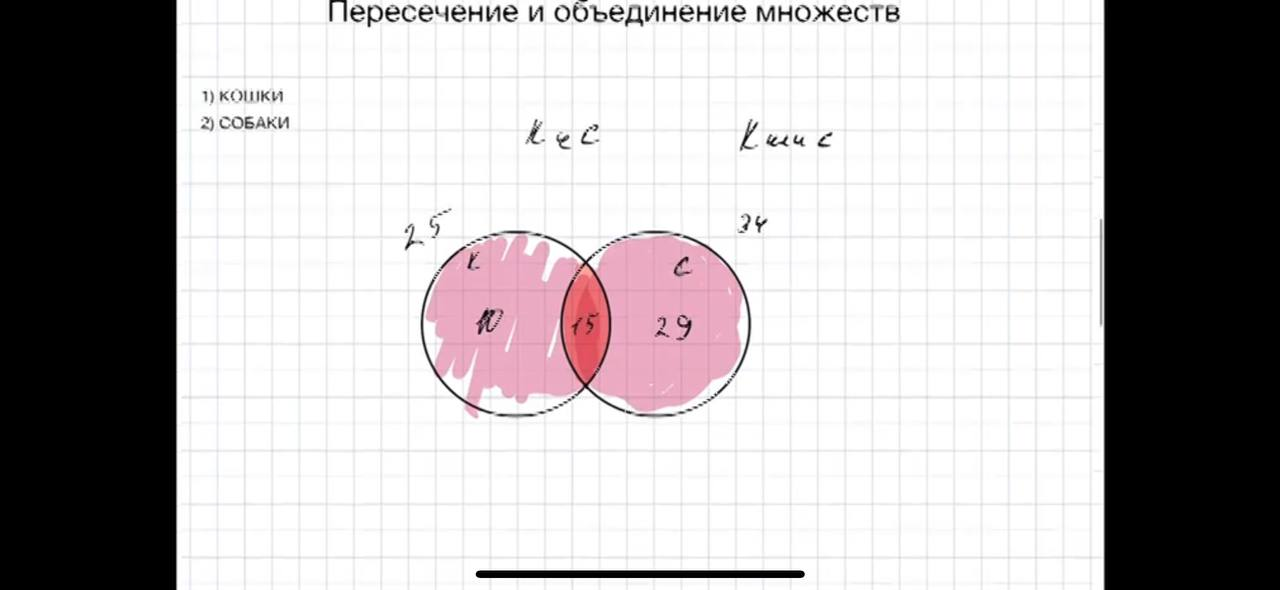 Пересечение и объединение множеств
1) КОШКИ
2) СОБАКИ
К и С
К или С
25
34
К
С
10
15
29